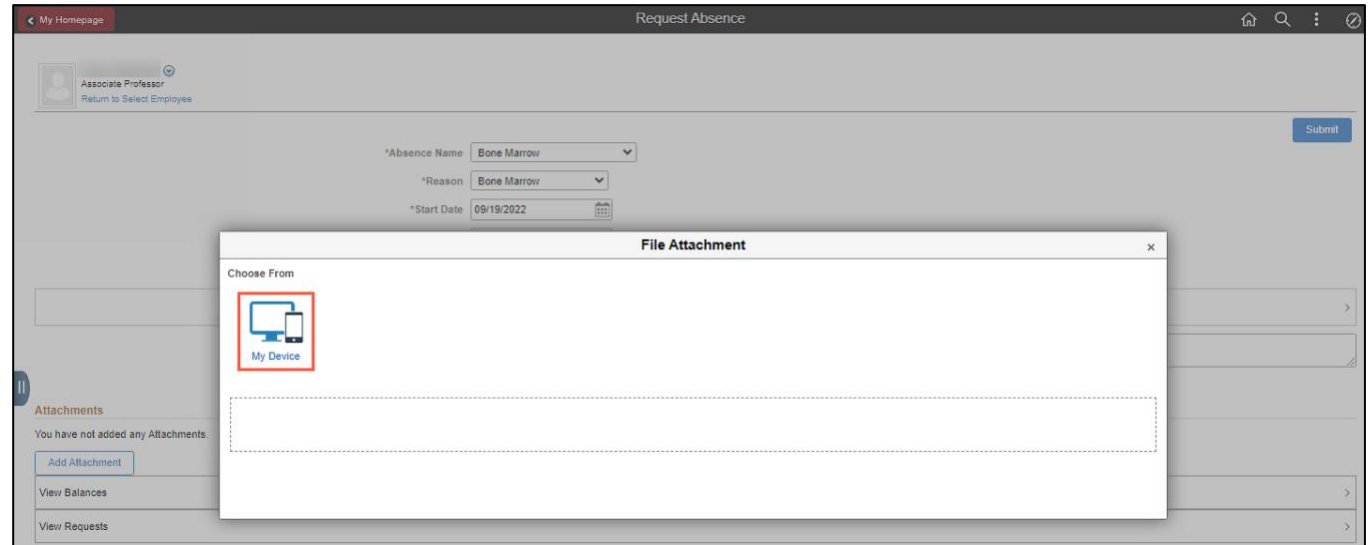 My Homepage
Request Absence
Associate Professor
Return to Select Employee
Submit
*Absence Name Bone Marrow
*Reason Bone Marrow
*Start Date 09/19/2022
File Attachment
Choose From
My Device
Attachments
You have not added any Attachments.
Add Attachment
View Balances
View Requests